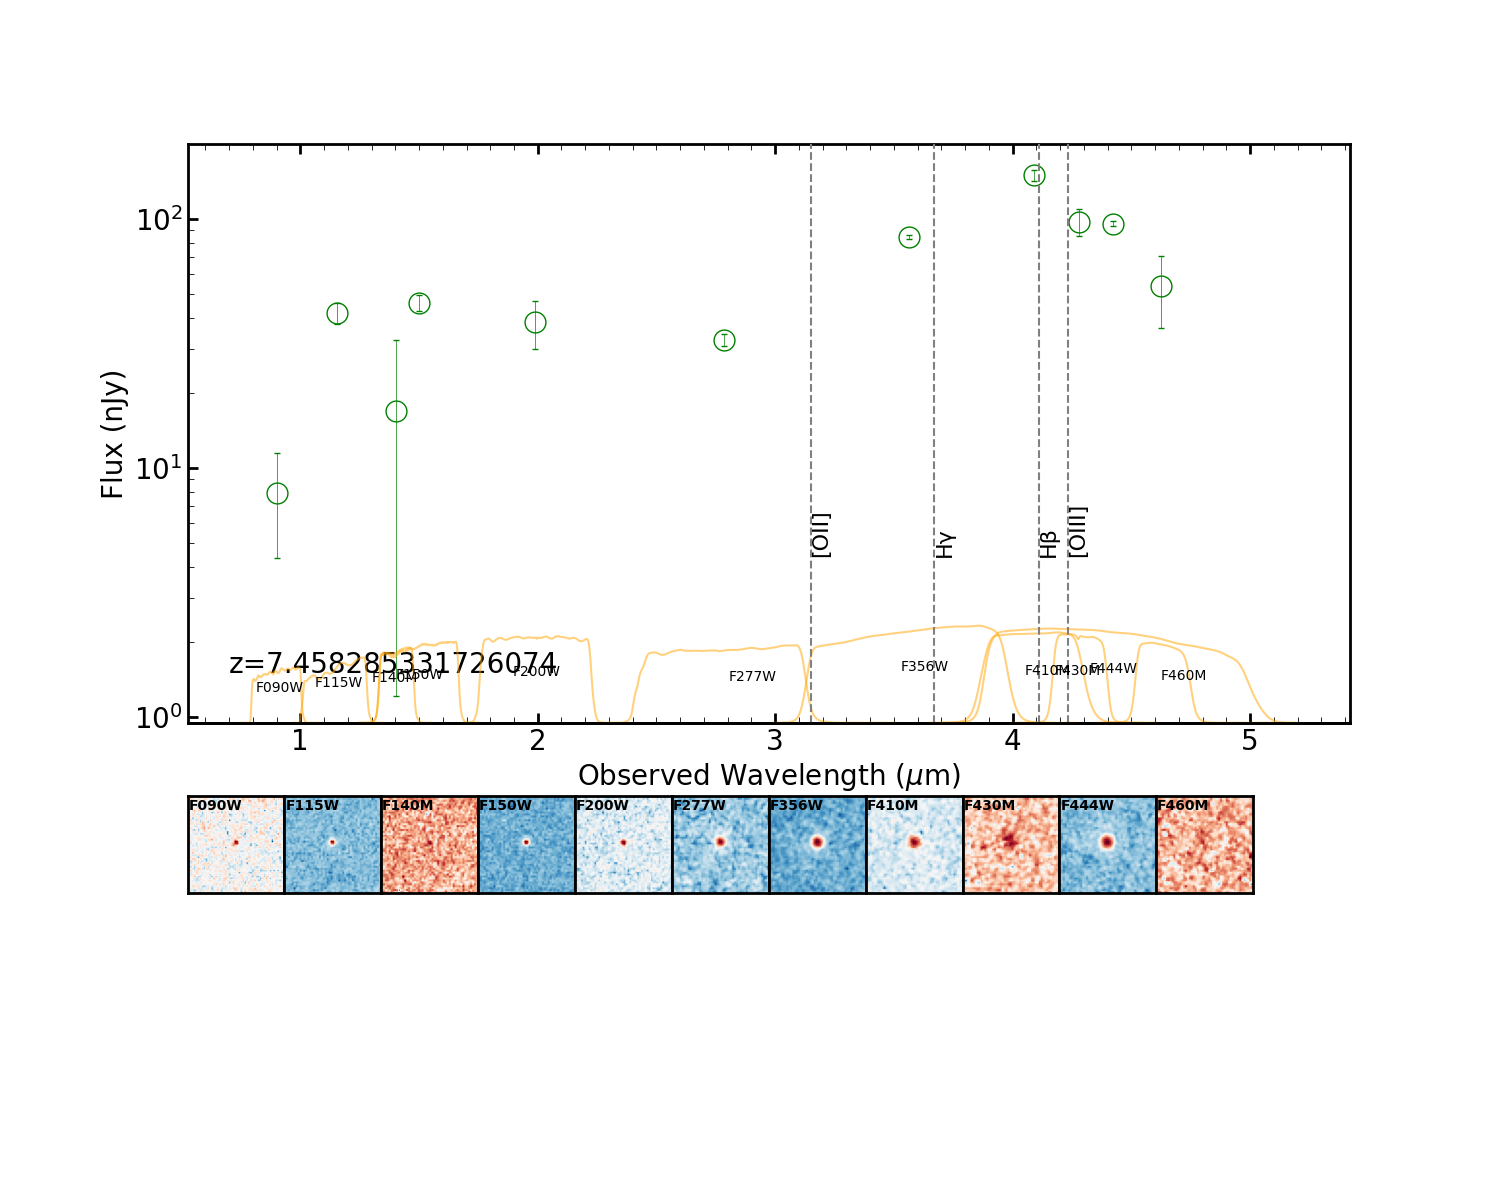 10²
10¹
10⁰
Flux (nJy)
[OII]
Hγ
Hβ
[OIII]
z=7.458285331726074
F090W
F115W
F140M
F150W
F200W
F277W
F356W
F410M
F430M
F444W
F460M
1 2 3 4 5
Observed Wavelength (μm)
F090W F115W F140M F150W F200W F277W F356W F410M F430M F444W F460M